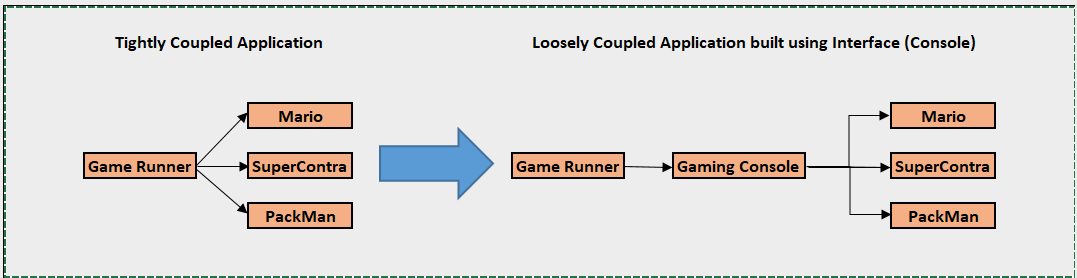 Tightly Coupled Application
Game Runner
Mario
SuperContra
PackMan
Loosely Coupled Application built using Interface (Console)
Game Runner
Gaming Console
Mario
SuperContra
PackMan